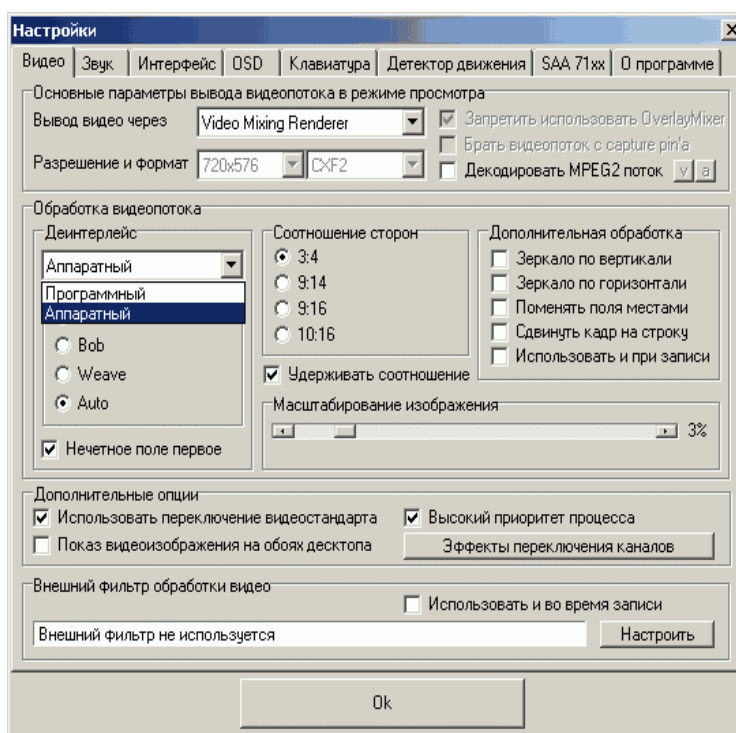 Настройки
Видео Звук Интерфейс OSD Клавиатура Детектор движения SAA 71xx О программе
Основные параметры вывода видеопотока в режиме просмотра
Вывод видео через Video Mixing Renderer Запретить использовать OverlayMixer
Брать видеопоток с capture pin'a
Разрешение и формат 720x576 CXF2 Декодировать MPEG2 поток v a
Обработка видеопотока
Деинтерлейс Соотношение сторон Дополнительная обработка
Аппаратный 3:4 Зеркало по вертикали
Программный 9:14 Зеркало по горизонтали
Аппаратный 9:16 Поменять поля местами
Bob 10:16 Сдвинуть кадр на строку
Использовать и при записи
Weave Удерживать соотношение
Auto Масштабирование изображения
3%
Нечетное поле первое
Дополнительные опции
Использовать переключение видеостандарта Высокий приоритет процесса
Показ видеоизображения на обоях десктопа Эффекты переключения каналов
Внешний фильтр обработки видео
Использовать и во время записи
Внешний фильтр не используется Настроить
Ok